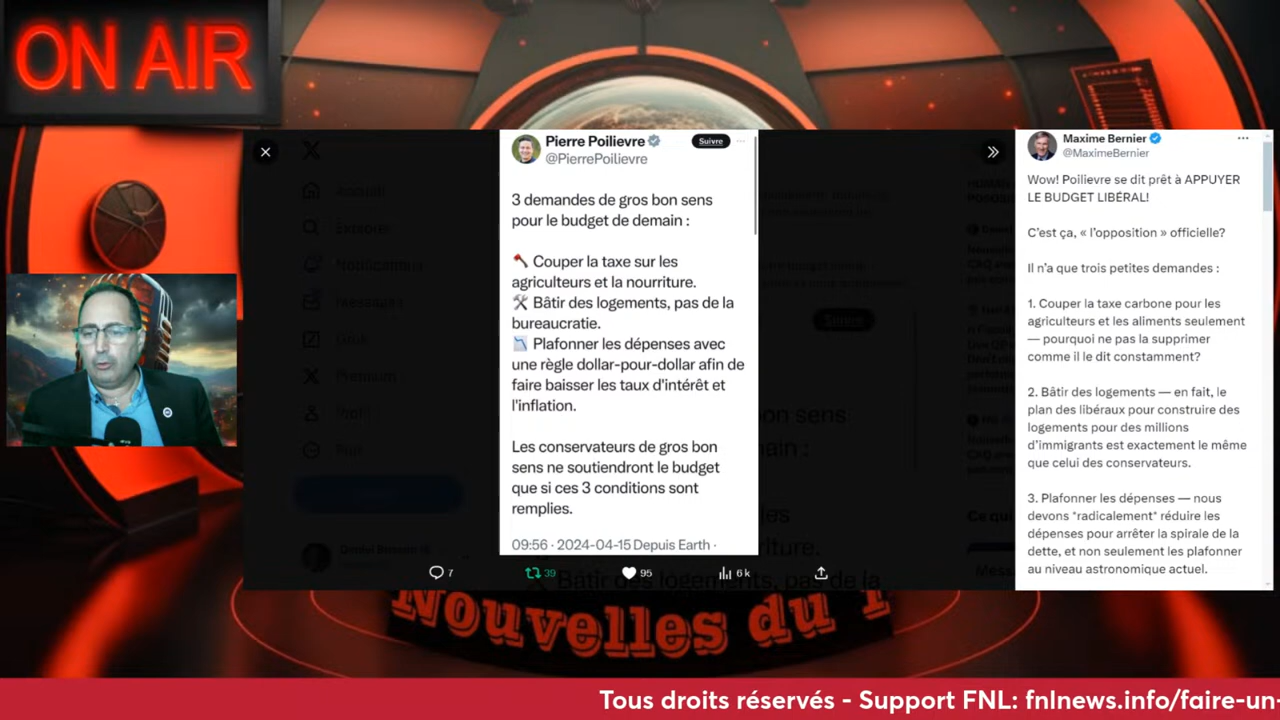 ON AIR
Pierre Poilievre
Suivre
@PierrePoilievre
3 demandes de gros bon sens
pour le budget de demain :
Couper la taxe sur les
agriculteurs et la nourriture.
Bâtir des logements, pas de la
bureaucratie.
Plafonner les dépenses avec
une règle dollar-pour-dollar afin de
faire baisser les taux d'intérêt et
l'inflation.
Les conservateurs de gros bon
sens ne soutiendront le budget
que si ces 3 conditions sont
remplies.
09:56 · 2024-04-15 Depuis Earth ·
7
39
95
6 k
Maxime Bernier
@MaximeBernier
Wow! Poilievre se dit prêt à APPUYER
LE BUDGET LIBÉRAL!
C'est ça, « l'opposition » officielle?
Il n'a que trois petites demandes :
1. Couper la taxe carbone pour les
agriculteurs et les aliments seulement
— pourquoi ne pas la supprimer
comme il le dit constamment?
2. Bâtir des logements — en fait, le
plan des libéraux pour construire des
logements pour des millions
d'immigrants est exactement le même
que celui des conservateurs.
3. Plafonner les dépenses — nous
devons *radicalement* réduire les
dépenses pour arrêter la spirale de la
dette, et non seulement les plafonner
au niveau astronomique actuel.
bon sens
Bâtir des logements, pas de la
Nouvelles du
Tous droits réservés - Support FNL: fnlnews.info/faire-un-